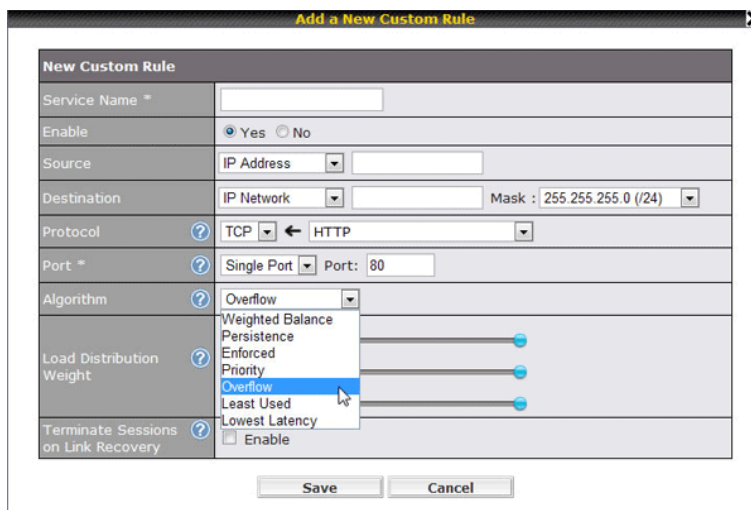 Add a New Custom Rule
New Custom Rule
Service Name *
Enable Yes No
Source IP Address
Destination IP Network Mask : 255.255.255.0 (/24)
Protocol ? TCP ← HTTP
Port * ? Single Port Port: 80
Algorithm ? Overflow
Weighted Balance
Persistence
Enforced
Priority
Overflow
Least Used
Lowest Latency
Load Distribution ?
Weight
Terminate Sessions ?
on Link Recovery
Enable
Save Cancel